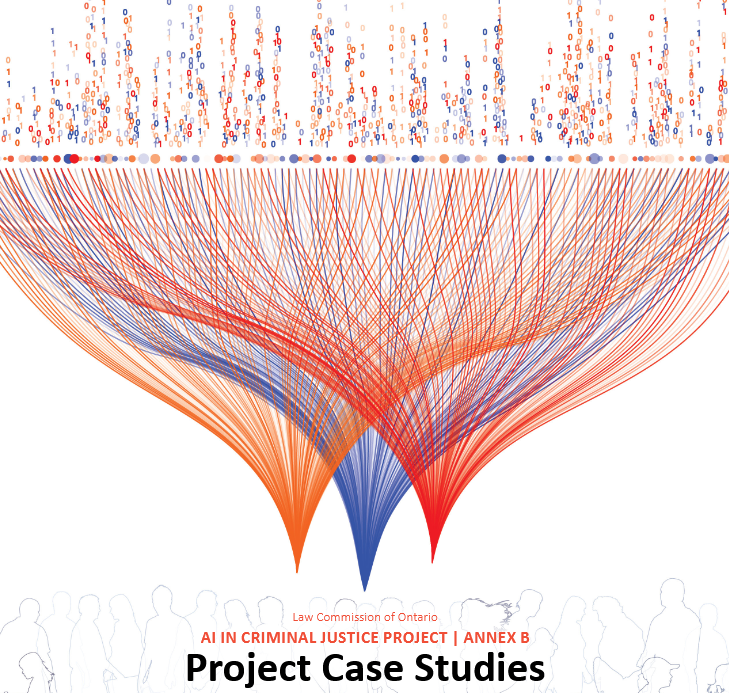 Law Commission of Ontario
AI IN CRIMINAL JUSTICE PROJECT | ANNEX B
Project Case Studies